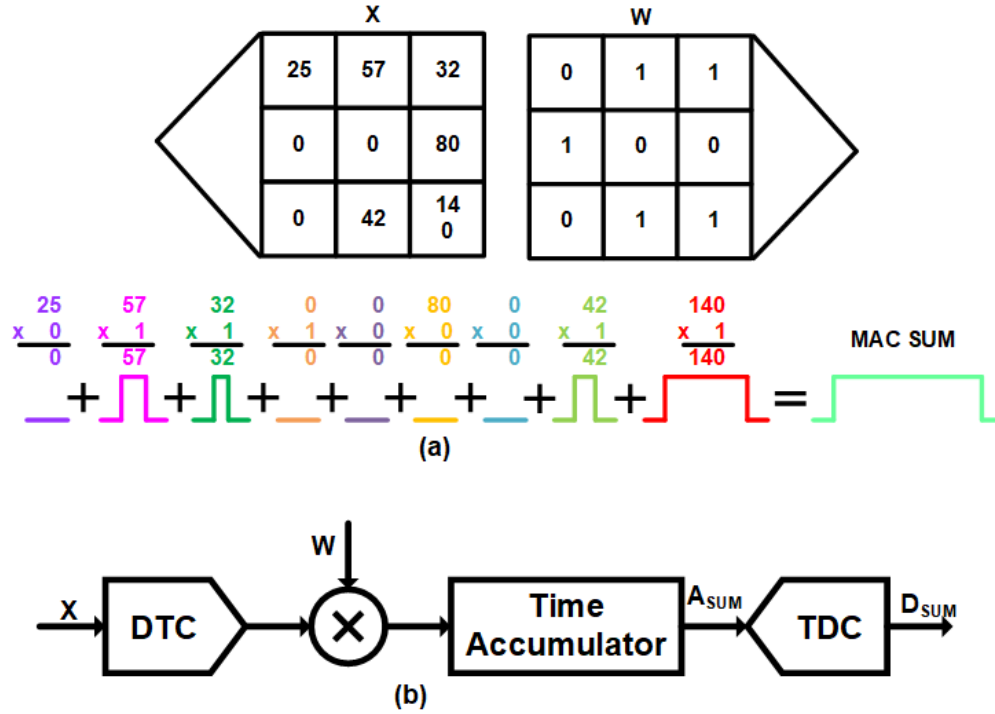 X W
25 57 32 0 1 1
0 0 80 1 0 0
0 42 14 0 1 1
0
25 57 32 0 0 80 0 42 140
x 0 x 1 x 1 x 1 x 0 x 0 x 0 x 1 x 1 MAC SUM
0 57 32 0 0 0 0 42 140
+ + + + + + + + =
(a)
W
X DTC × Time A_SUM TDC D_SUM
Accumulator
(b)